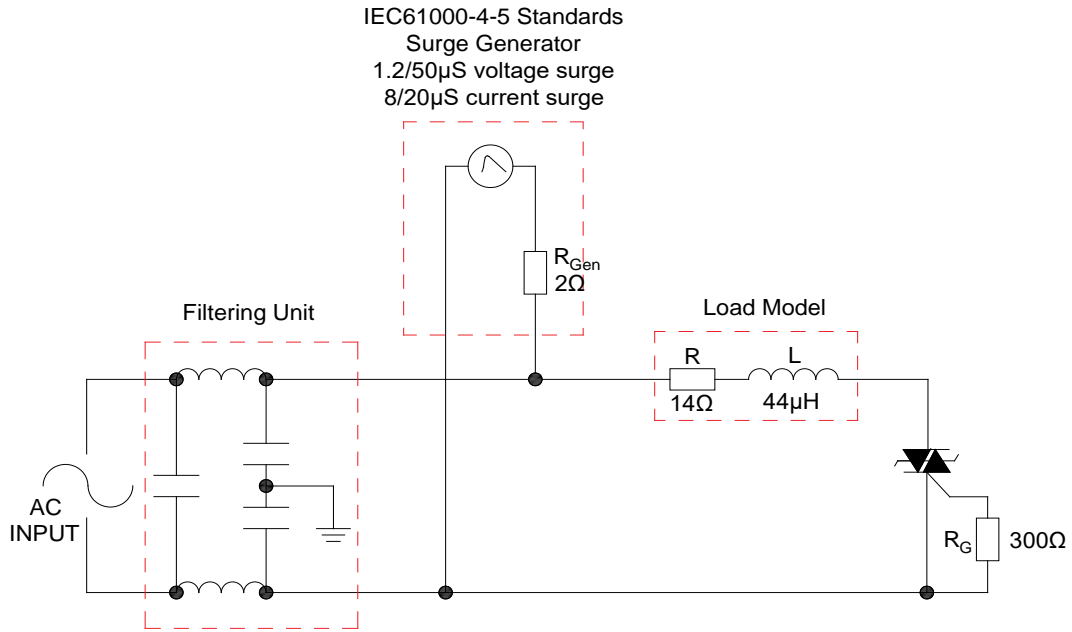 IEC61000-4-5 Standards
Surge Generator
1.2/50µS voltage surge
8/20µS current surge
R_Gen
2Ω
Filtering Unit
Load Model
R
L
14Ω
44µH
AC
INPUT
R_G
300Ω